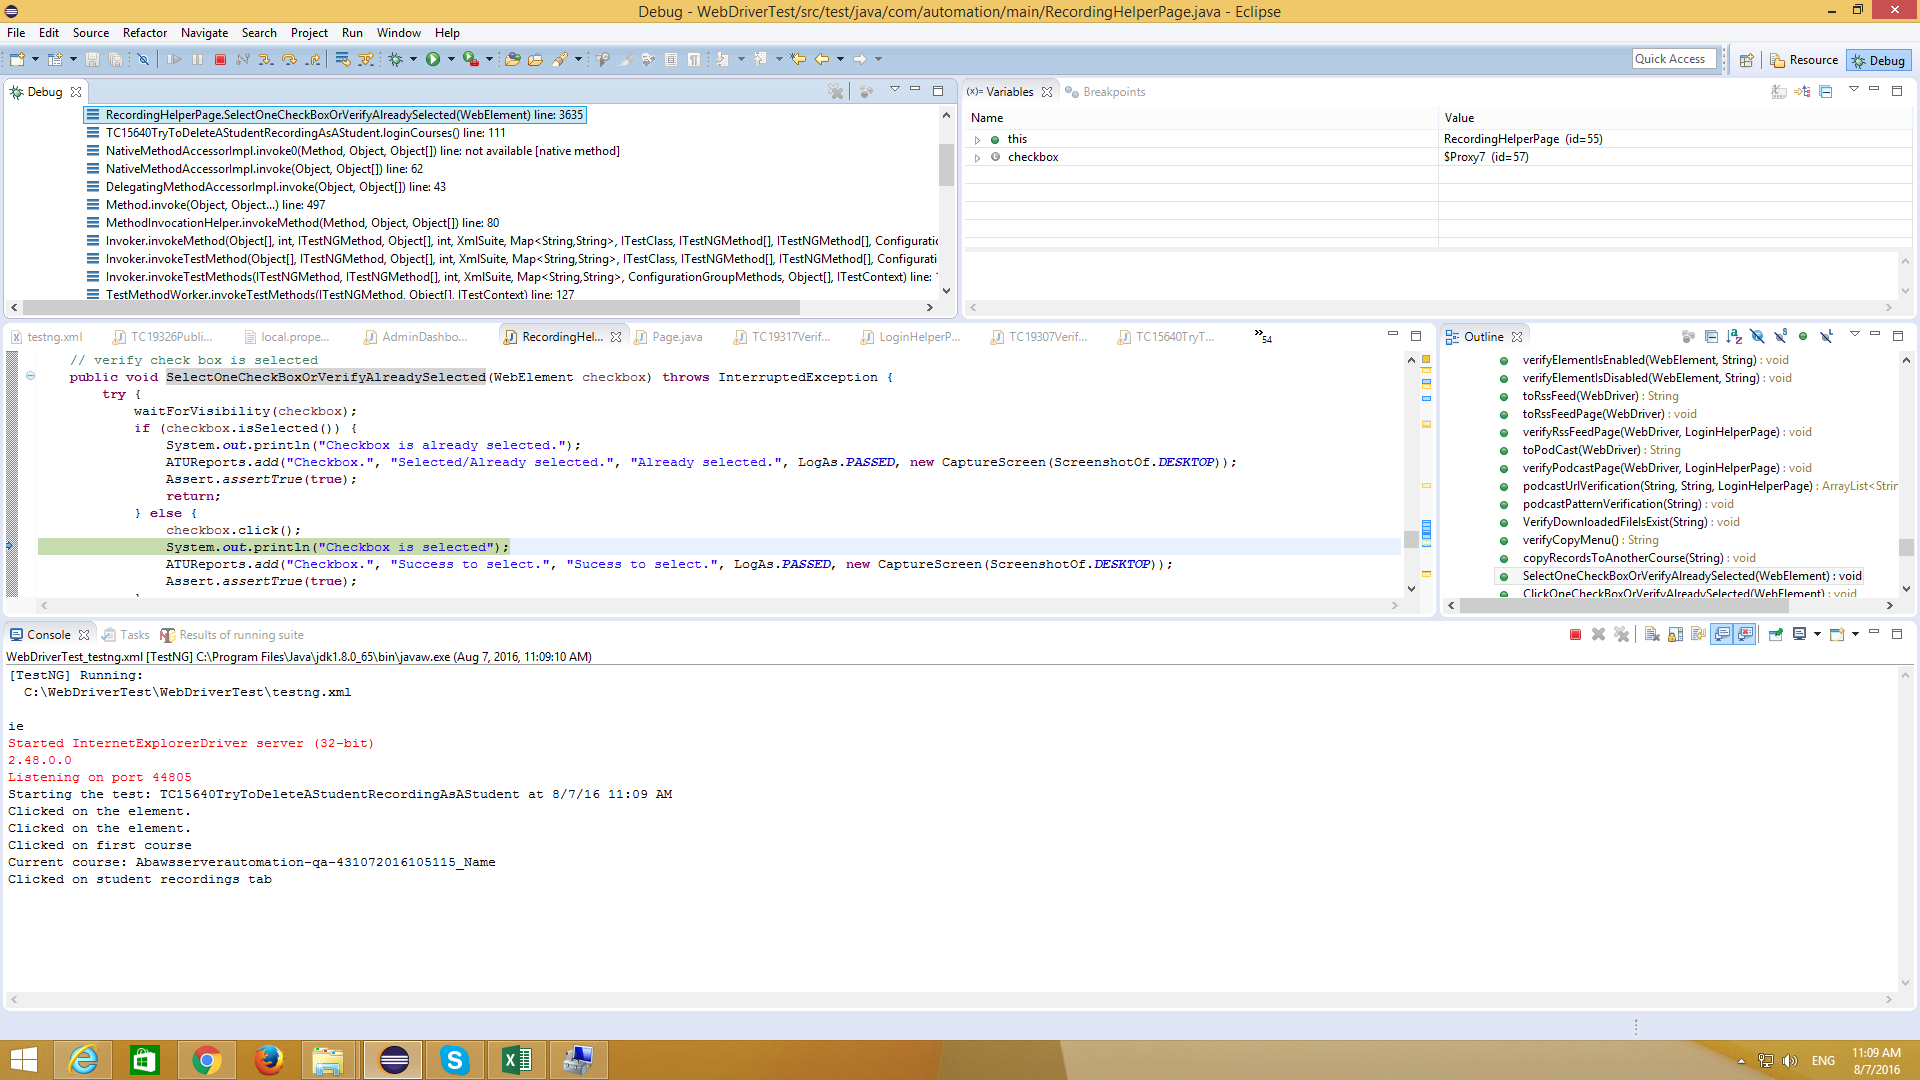 Debug - WebDriverTest/src/test/java/com/automation/main/RecordingHelperPage.java - Eclipse
File Edit Source Refactor Navigate Search Project Run Window Help
Quick Access
Resource
Debug
Debug
RecordingHelperPage.SelectOneCheckBoxOrVerifyAlreadySelected(WebElement) line: 3635
TC15640TryToDeleteAStudentRecordingAsAStudent.loginCourses() line: 111
NativeMethodAccessorImpl.invoke0(Method, Object, Object[]) line: not available [native method]
NativeMethodAccessorImpl.invoke(Object, Object[]) line: 62
DelegatingMethodAccessorImpl.invoke(Object, Object[]) line: 43
Method.invoke(Object, Object...) line: 497
MethodInvocationHelper.invokeMethod(Method, Object, Object[]) line: 80
Invoker.invokeMethod(Object[], int, ITestNGMethod, Object[], int, XmlSuite, Map<String,String>, ITestClass, ITestNGMethod[], ITestNGMethod[], Configuratic
Invoker.invokeTestMethod(Object[], ITestNGMethod, Object[], int, XmlSuite, Map<String,String>, ITestClass, ITestNGMethod[], ITestNGMethod[], Configuratio
Invoker.invokeTestMethods(ITestNGMethod, ITestNGMethod[], int, XmlSuite, Map<String,String>, ConfigurationGroupMethods, Object[], ITestContext) line:
TestMethodWorker.invokeTestMethods(ITestNGMethod, Object[], ITestContext) line: 127
(x)= Variables
Breakpoints
Name Value
this RecordingHelperPage (id=55)
checkbox $Proxy7 (id=57)
testng.xml TC19326Publi... local.prope... AdminDashbo... RecordingHel... Page.java TC19317Verif... LoginHelperP... TC19307Verif... TC15640TryT... »54
// verify check box is selected
public void SelectOneCheckBoxOrVerifyAlreadySelected(WebElement checkbox) throws InterruptedException {
try {
waitForVisibility(checkbox);
if (checkbox.isSelected()) {
System.out.println("Checkbox is already selected.");
ATUReports.add("Checkbox.", "Selected/Already selected.", "Already selected.", LogAs.PASSED, new CaptureScreen(ScreenshotOf.DESKTOP));
Assert.assertTrue(true);
return;
} else {
checkbox.click();
System.out.println("Checkbox is selected");
ATUReports.add("Checkbox.", "Success to select.", "Sucess to select.", LogAs.PASSED, new CaptureScreen(ScreenshotOf.DESKTOP));
Assert.assertTrue(true);
Outline
verifyElementIsEnabled(WebElement, String) : void
verifyElementIsDisabled(WebElement, String) : void
toRssFeed(WebDriver) : String
toRssFeedPage(WebDriver) : void
verifyRssFeedPage(WebDriver, LoginHelperPage) : void
toPodCast(WebDriver) : String
verifyPodcastPage(WebDriver, LoginHelperPage) : void
podcastUrlVerification(String, String, LoginHelperPage) : ArrayList<Strin
podcastPatternVerification(String) : void
VerifyDownloadedFileIsExist(String) : void
verifyCopyMenu() : String
copyRecordsToAnotherCourse(String) : void
SelectOneCheckBoxOrVerifyAlreadySelected(WebElement) : void
ClickOneCheckBoxOrVerifyAlreadySelected(WebElement) : void
Console Tasks Results of running suite
WebDriverTest_testng.xml [TestNG] C:\Program Files\Java\jdk1.8.0_65\bin\javaw.exe (Aug 7, 2016, 11:09:10 AM)
[TestNG] Running:
C:\WebDriverTest\WebDriverTest\testng.xml
ie
Started InternetExplorerDriver server (32-bit)
2.48.0.0
Listening on port 44805
Starting the test: TC15640TryToDeleteAStudentRecordingAsAStudent at 8/7/16 11:09 AM
Clicked on the element.
Clicked on the element.
Clicked on first course
Current course: Abawsserverautomation-qa-431072016105115_Name
Clicked on student recordings tab
ENG
11:09 AM
8/7/2016